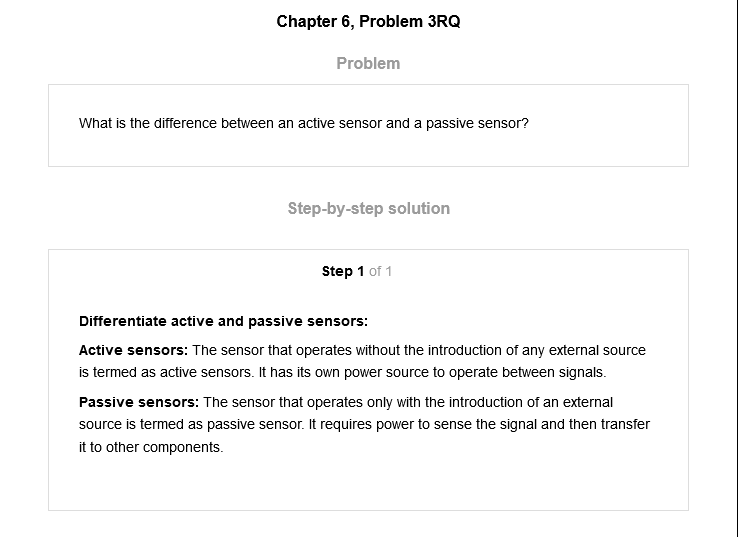 Chapter 6, Problem 3RQ
Problem
What is the difference between an active sensor and a passive sensor?
Step-by-step solution
Step 1 of 1
Differentiate active and passive sensors:
Active sensors: The sensor that operates without the introduction of any external source
is termed as active sensors. It has its own power source to operate between signals.
Passive sensors: The sensor that operates only with the introduction of an external
source is termed as passive sensor. It requires power to sense the signal and then transfer
it to other components.